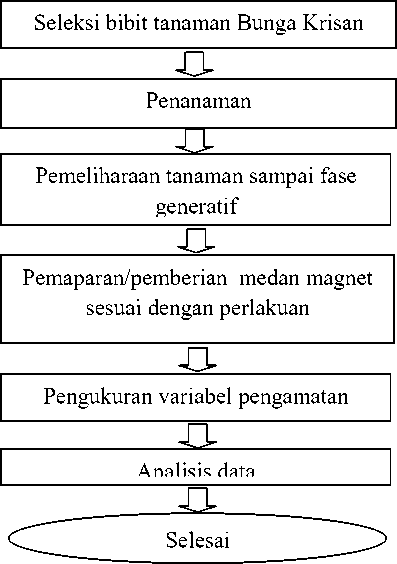 Seleksi bibit tanaman Bunga Krisan
Penanaman
Pemeliharaan tanaman sampai fase
generatif
Pemaparan/pemberian medan magnet
sesuai dengan perlakuan
Pengukuran variabel pengamatan
Analisis data
Selesai